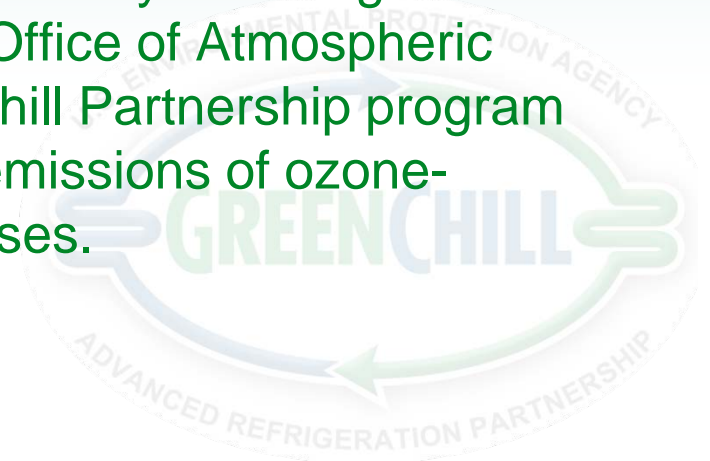 Office of Atmospheric
hill Partnership program
emissions of ozone-
ses.
U.S. ENVIRONMENTAL PROTECTION AGENCY
GREENCHILL
ADVANCED REFRIGERATION PARTNERSHIP